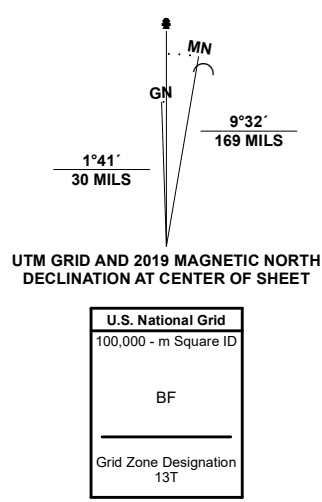 MN
GN
9°32´
169 MILS
1°41´
30 MILS
UTM GRID AND 2019 MAGNETIC NORTH
DECLINATION AT CENTER OF SHEET
U.S. National Grid
100,000 - m Square ID
BF
Grid Zone Designation
13T